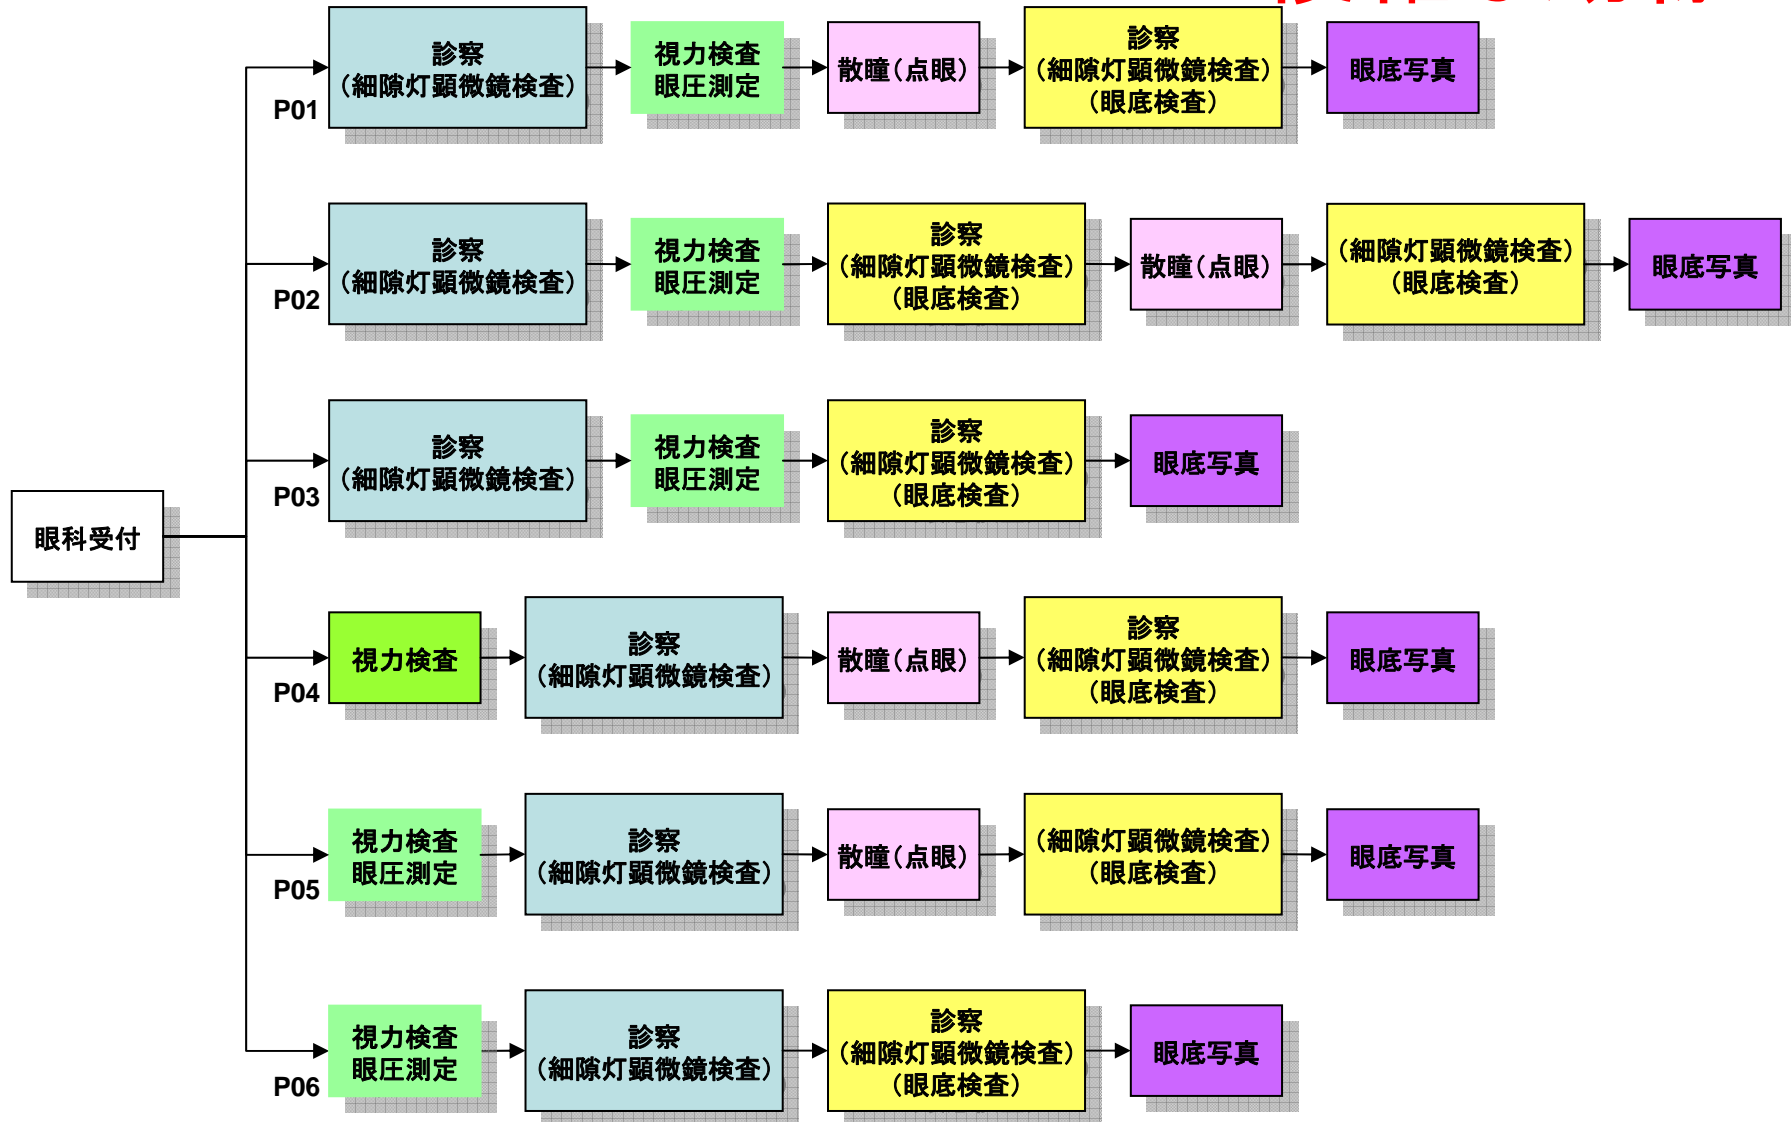 診察
(細隙灯顕微鏡検査)
視力検査
眼圧測定
散瞳(点眼)
診察
(細隙灯顕微鏡検査)
(眼底検査)
眼底写真
P01
診察
(細隙灯顕微鏡検査)
視力検査
眼圧測定
診察
(細隙灯顕微鏡検査)
(眼底検査)
散瞳(点眼)
(細隙灯顕微鏡検査)
(眼底検査)
眼底写真
P02
診察
(細隙灯顕微鏡検査)
視力検査
眼圧測定
診察
(細隙灯顕微鏡検査)
(眼底検査)
眼底写真
P03
眼科受付
視力検査
診察
(細隙灯顕微鏡検査)
散瞳(点眼)
診察
(細隙灯顕微鏡検査)
(眼底検査)
眼底写真
P04
視力検査
眼圧測定
診察
(細隙灯顕微鏡検査)
散瞳(点眼)
(細隙灯顕微鏡検査)
(眼底検査)
眼底写真
P05
視力検査
眼圧測定
診察
(細隙灯顕微鏡検査)
診察
(細隙灯顕微鏡検査)
(眼底検査)
眼底写真
P06